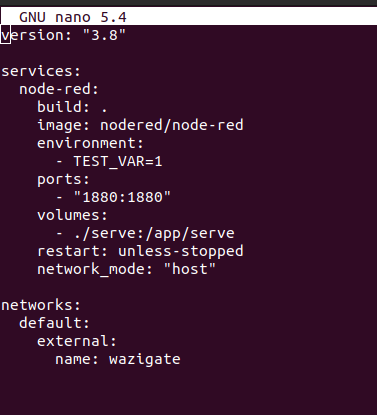 GNU nano 5.4
version: "3.8"
services:
  node-red:
    build: .
    image: nodered/node-red
    environment:
      - TEST_VAR=1
    ports:
      - "1880:1880"
    volumes:
      - ./serve:/app/serve
    restart: unless-stopped
    network_mode: "host"
networks:
  default:
    external:
      name: wazigate